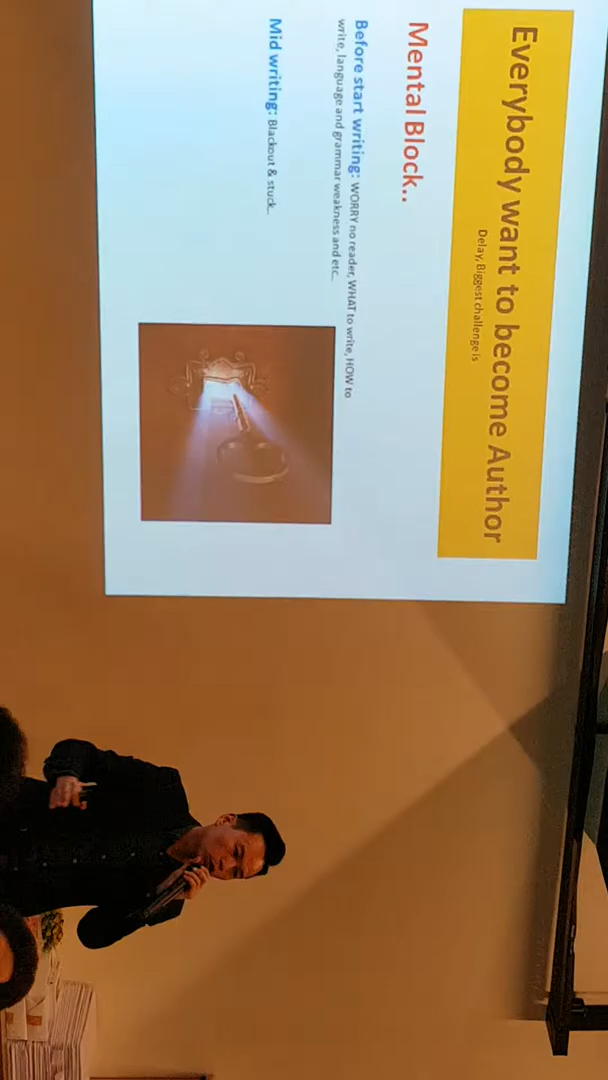 Everybody want to become Author
Delay, Biggest challenge is
Mental Block..
Before start writing: WORRY no reader, WHAT to write, HOW to
write, language and grammar weakness and etc..
Mid writing: Blackout & stuck..